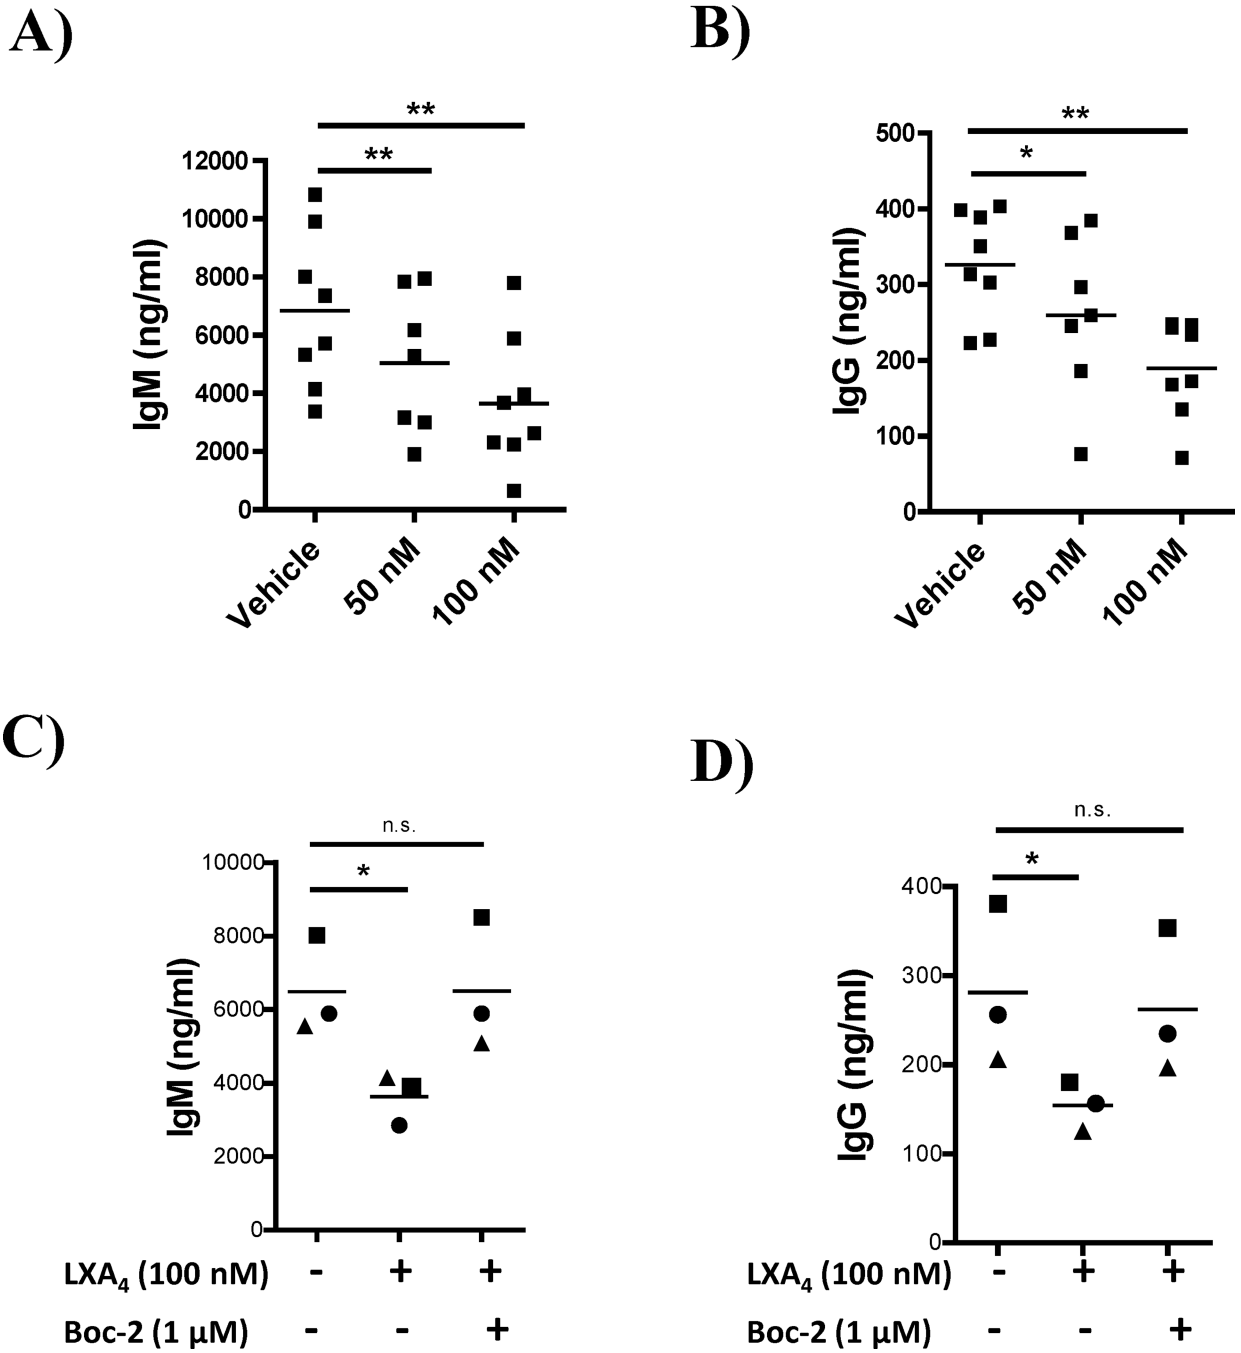 A)
**
**
12000
10000
8000
6000
4000
2000
0
IgM (ng/ml)
Vehicle
50 nM
100 nM
B)
**
*
500
400
300
200
100
0
IgG (ng/ml)
Vehicle
50 nM
100 nM
C)
n.s.
*
10000
8000
6000
4000
2000
0
IgM (ng/ml)
LXA₄ (100 nM) - + +
Boc-2 (1 µM) - - +
D)
n.s.
*
400
300
200
100
0
IgG (ng/ml)
LXA₄ (100 nM) - + +
Boc-2 (1 µM) - - +